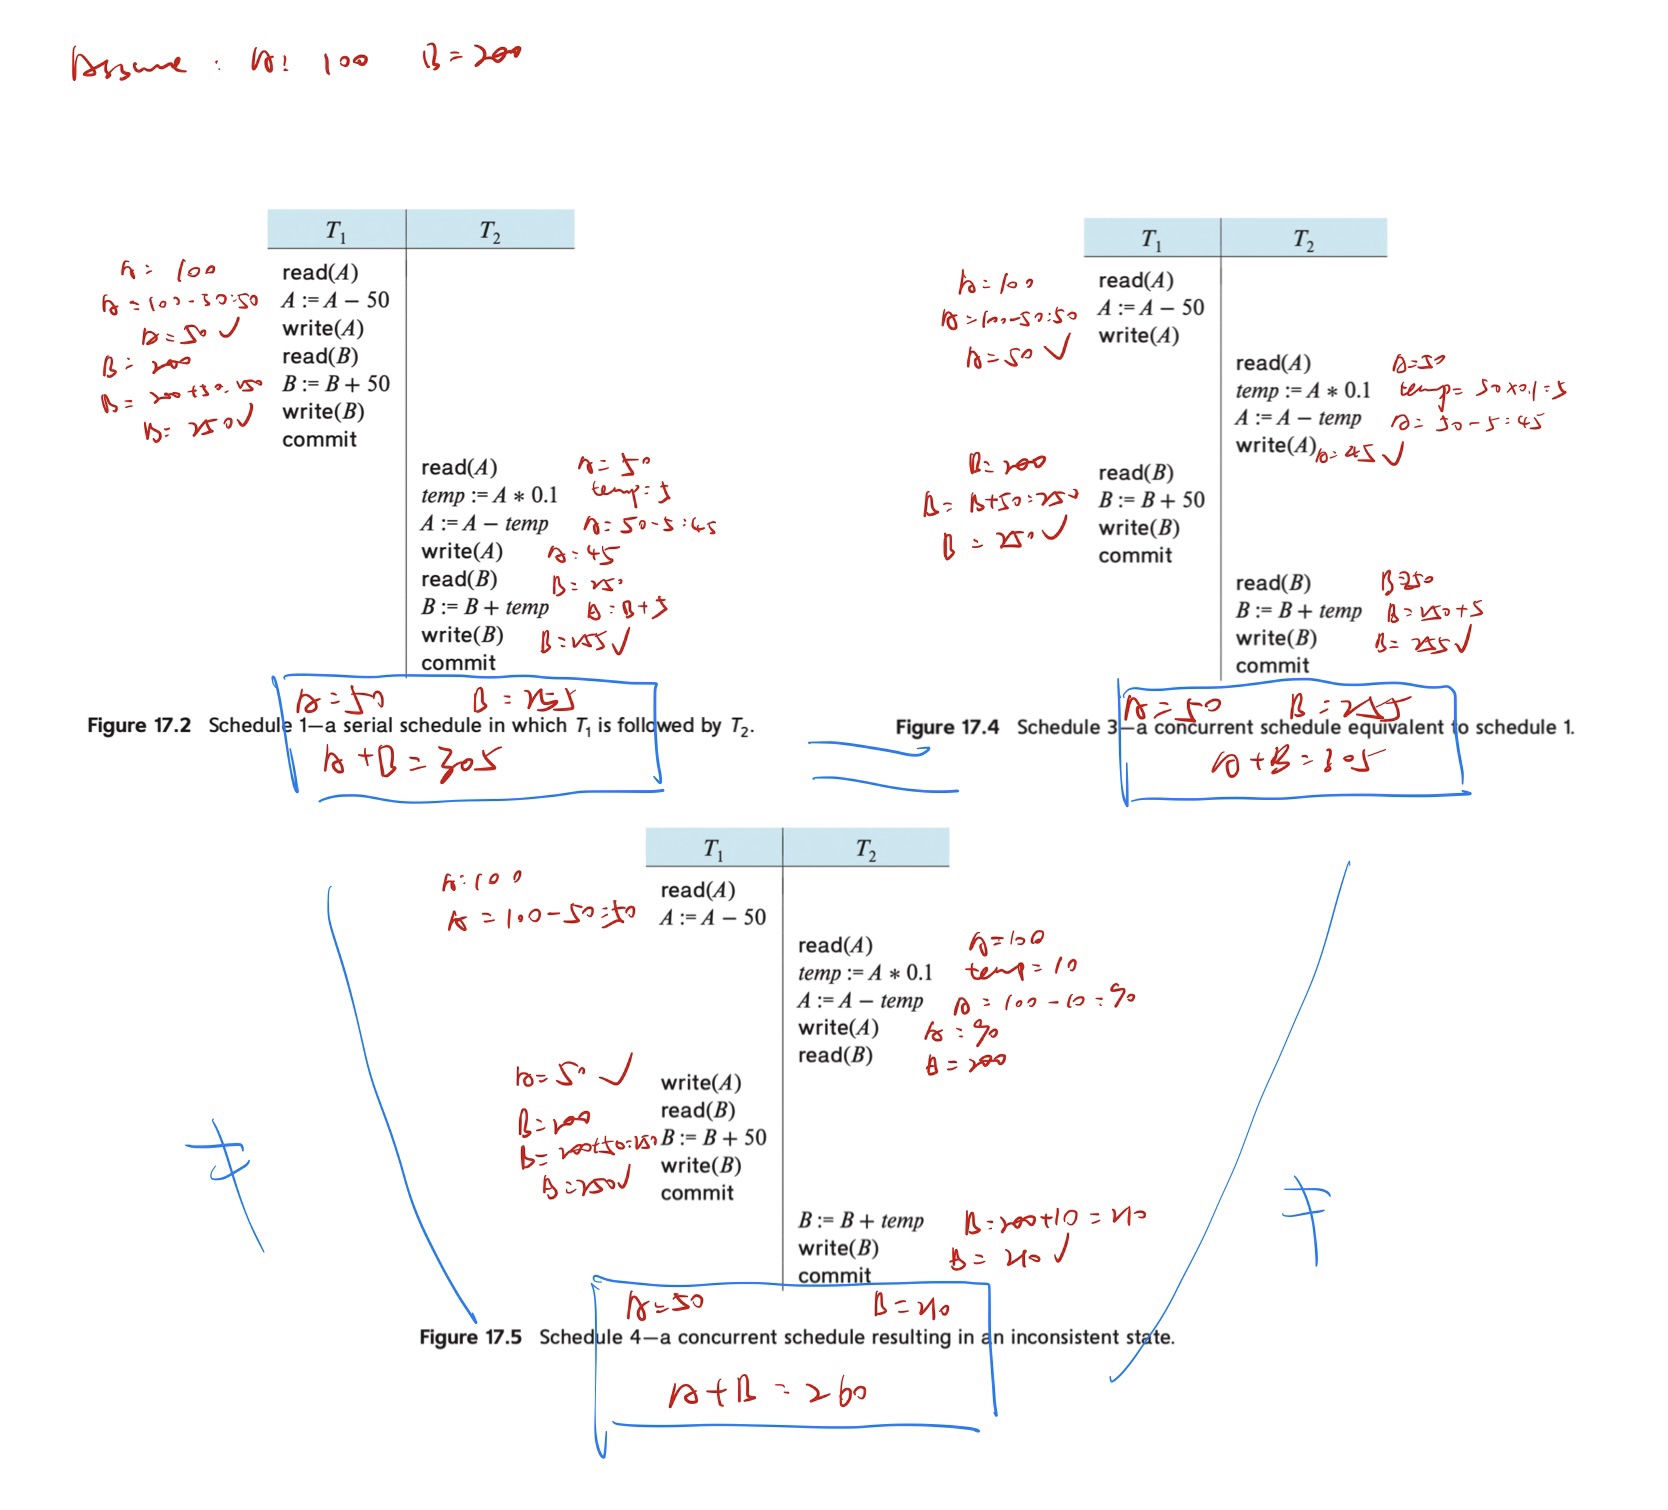 Assume : A: 100 B = 200
T1 T2
A = 100 read(A)
A = 100 - 50 = 50 A := A − 50
A = 50 ✓ write(A)
B = 200 read(B)
B = 200 + 50 = 250 B := B + 50
B = 250 ✓ write(B)
commit
read(A) A = 50
temp := A * 0.1 temp = 5
A := A − temp A = 50 - 5 = 45
write(A) A = 45
read(B) B = 250
B := B + temp B = B + 5
write(B) B = 255 ✓
commit
A = 50 B = 255
Figure 17.2 Schedule 1—a serial schedule in which T1 is followed by T2.
A + B = 305
=
T1 T2
A = 100 read(A)
A = 100 - 50 = 50 A := A − 50
A = 50 ✓ write(A)
read(A) A = 50
temp := A * 0.1 temp = 50 x 0.1 = 5
A := A − temp A = 50 - 5 = 45
write(A) A = 45 ✓
B = 200 read(B)
B = B + 50 = 250 B := B + 50
B = 250 ✓ write(B)
commit
read(B) B = 250
B := B + temp B = 250 + 5
write(B) B = 255 ✓
commit
A = 50 B = 255
Figure 17.4 Schedule 3—a concurrent schedule equivalent to schedule 1.
A + B = 305
T1 T2
A = 100 read(A)
A = 100 - 50 = 50 A := A − 50
read(A) A = 100
temp := A * 0.1 temp = 10
A := A − temp A = 100 - 10 = 90
write(A) A = 90
read(B) B = 200
A = 50 ✓ write(A)
B = 200 read(B)
B = 200 + 50 = 250 B := B + 50
B = 250 ✓ write(B)
commit
B := B + temp B = 200 + 10 = 210
write(B) B = 210 ✓
commit
≠ ≠
A = 50 B = 210
Figure 17.5 Schedule 4—a concurrent schedule resulting in an inconsistent state.
A + B = 260